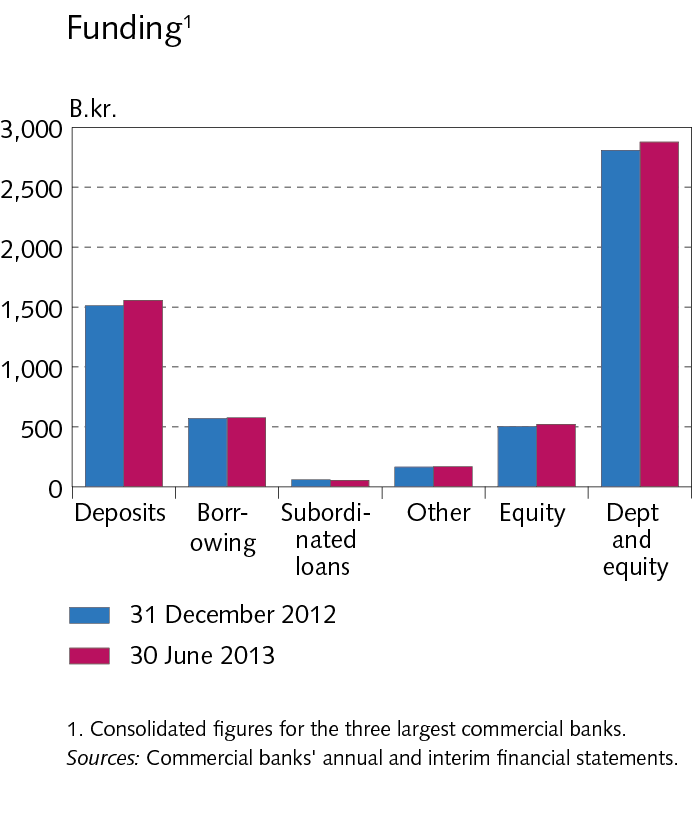 Funding¹
B.kr.
3,000
2,500
2,000
1,500
1,000
500
0
Deposits
Borr-
owing
Subordi-
nated
loans
Other
Equity
Dept
and
equity
31 December 2012
30 June 2013
1. Consolidated figures for the three largest commercial banks.
Sources: Commercial banks' annual and interim financial statements.